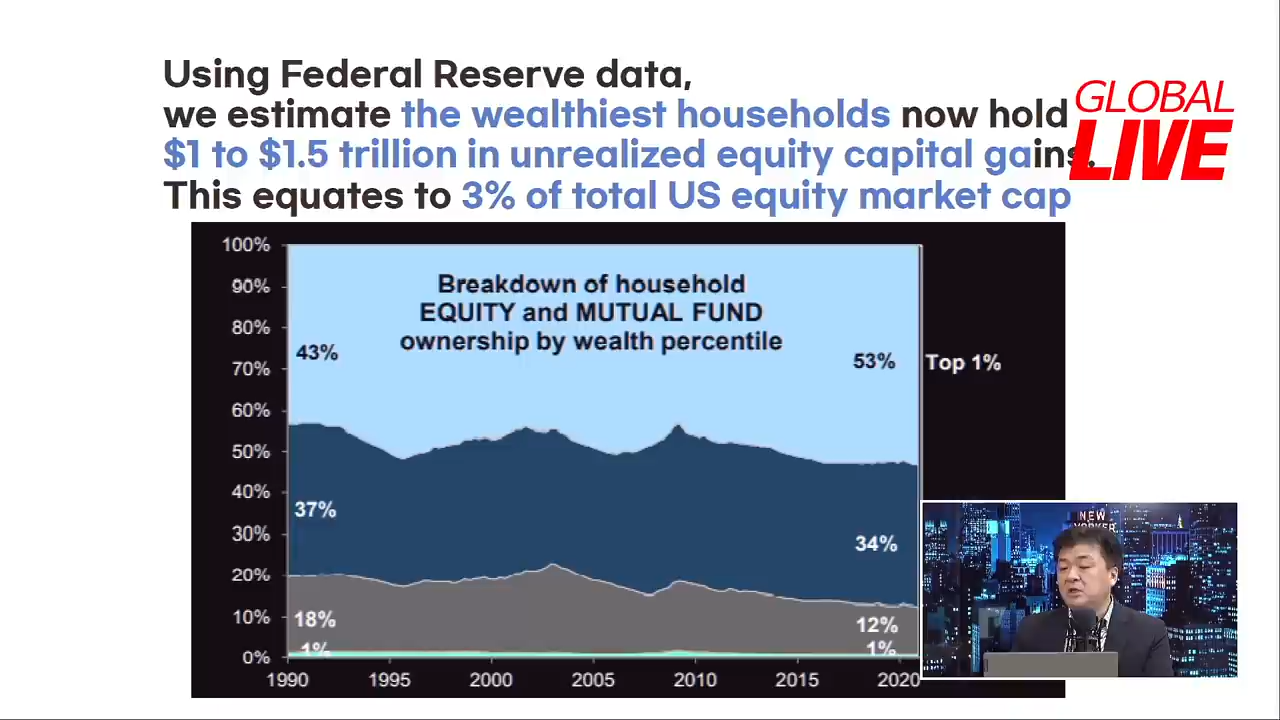 Using Federal Reserve data,
we estimate the wealthiest households now hold
$1 to $1.5 trillion in unrealized equity capital gains.
This equates to 3% of total US equity market cap
GLOBAL
LIVE
100%
90%
80%
70%
60%
50%
40%
30%
20%
10%
0%
Breakdown of household
EQUITY and MUTUAL FUND
ownership by wealth percentile
43%
53%
Top 1%
37%
34%
18%
12%
1%
1%
1990
1995
2000
2005
2010
2015
2020
NEW
YORKER